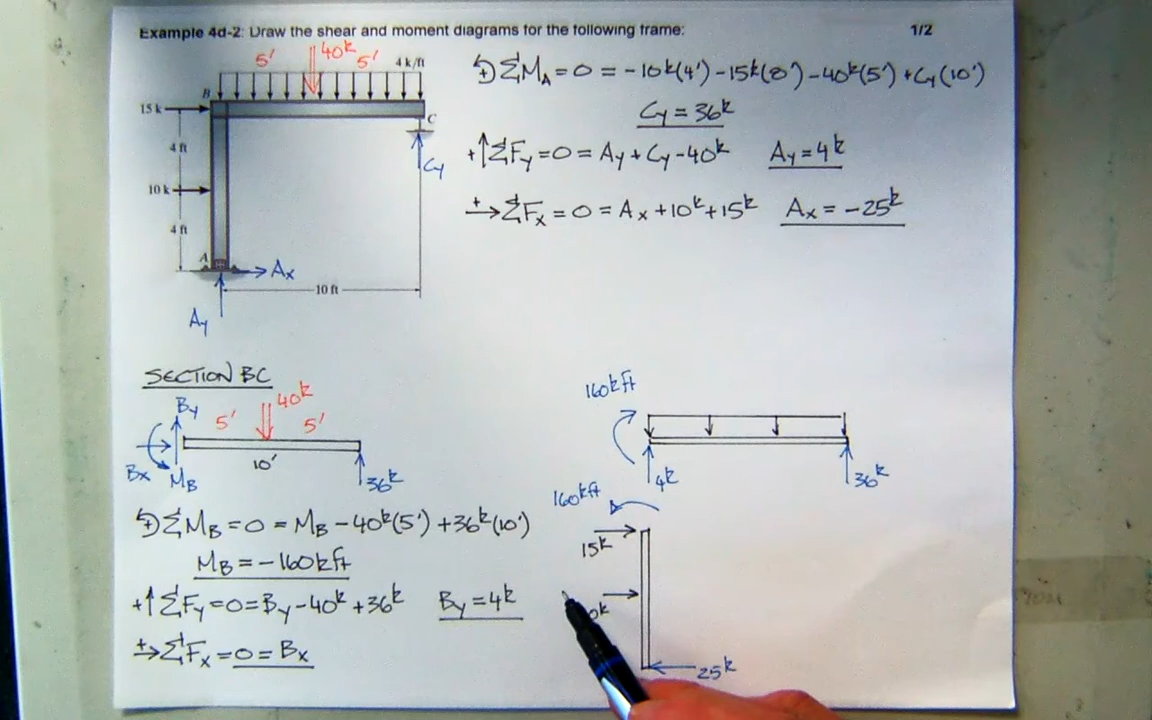 Example 4d-2: Draw the shear and moment diagrams for the following frame:
1/2
5' 40k 5' 4 k/ft
B
15 k
C
4 ft
Cy
10 k
4 ft
A
Ax
10 ft
Ay
+ΣMA = 0 = -10k(4') -15k(8') -40k(5') + Cy(10')
Cy = 36k
+↑ΣFy = 0 = Ay + Cy - 40k Ay = 4k
+→ΣFx = 0 = Ax + 10k + 15k Ax = -25k
SECTION BC
By 5' 40k 5'
10'
Bx MB 36k
+ΣMB = 0 = MB - 40k(5') + 36k(10')
MB = -160kft
+↑ΣFy = 0 = By - 40k + 36k By = 4k
+→ΣFx = 0 = Bx
160kft
4k 36k
160kft
15k
0k
25k